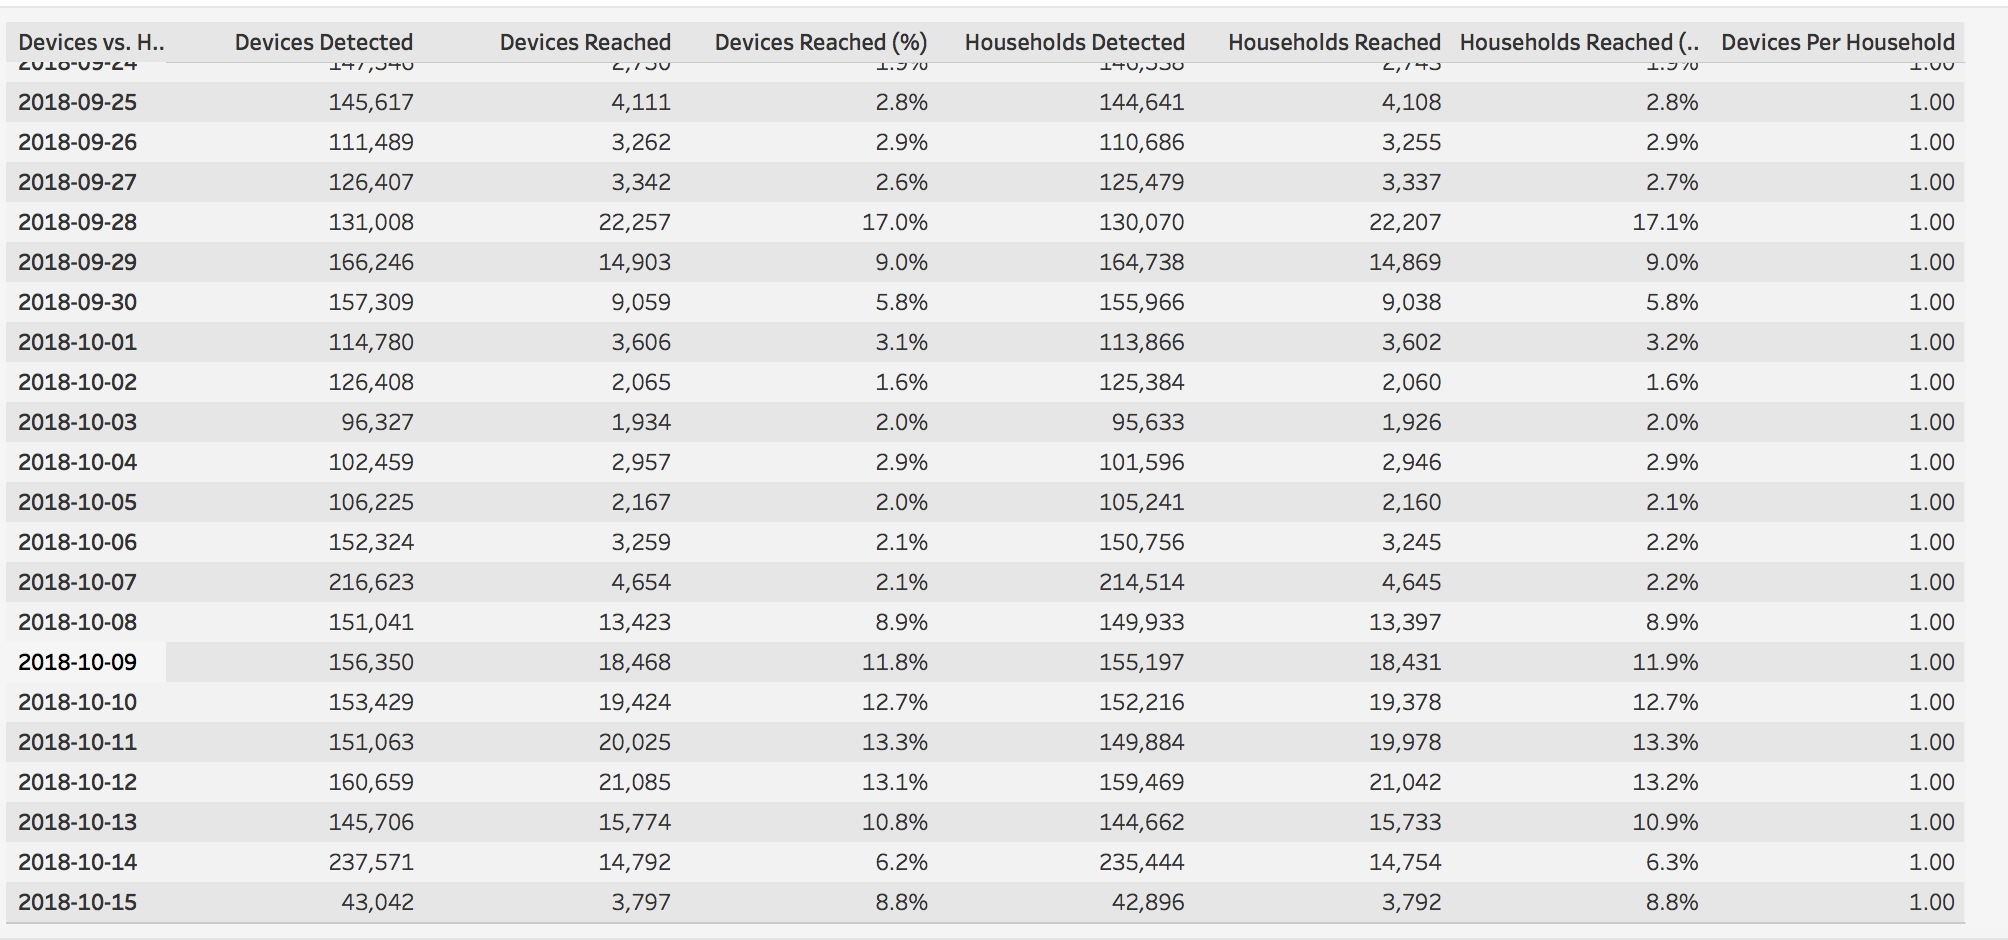 Devices vs. H.. Devices Detected Devices Reached Devices Reached (%) Households Detected Households Reached Households Reached (.. Devices Per Household
2018-09-24 1.9% 1.9% 1.00
2018-09-25 145,617 4,111 2.8% 144,641 4,108 2.8% 1.00
2018-09-26 111,489 3,262 2.9% 110,686 3,255 2.9% 1.00
2018-09-27 126,407 3,342 2.6% 125,479 3,337 2.7% 1.00
2018-09-28 131,008 22,257 17.0% 130,070 22,207 17.1% 1.00
2018-09-29 166,246 14,903 9.0% 164,738 14,869 9.0% 1.00
2018-09-30 157,309 9,059 5.8% 155,966 9,038 5.8% 1.00
2018-10-01 114,780 3,606 3.1% 113,866 3,602 3.2% 1.00
2018-10-02 126,408 2,065 1.6% 125,384 2,060 1.6% 1.00
2018-10-03 96,327 1,934 2.0% 95,633 1,926 2.0% 1.00
2018-10-04 102,459 2,957 2.9% 101,596 2,946 2.9% 1.00
2018-10-05 106,225 2,167 2.0% 105,241 2,160 2.1% 1.00
2018-10-06 152,324 3,259 2.1% 150,756 3,245 2.2% 1.00
2018-10-07 216,623 4,654 2.1% 214,514 4,645 2.2% 1.00
2018-10-08 151,041 13,423 8.9% 149,933 13,397 8.9% 1.00
2018-10-09 156,350 18,468 11.8% 155,197 18,431 11.9% 1.00
2018-10-10 153,429 19,424 12.7% 152,216 19,378 12.7% 1.00
2018-10-11 151,063 20,025 13.3% 149,884 19,978 13.3% 1.00
2018-10-12 160,659 21,085 13.1% 159,469 21,042 13.2% 1.00
2018-10-13 145,706 15,774 10.8% 144,662 15,733 10.9% 1.00
2018-10-14 237,571 14,792 6.2% 235,444 14,754 6.3% 1.00
2018-10-15 43,042 3,797 8.8% 42,896 3,792 8.8% 1.00